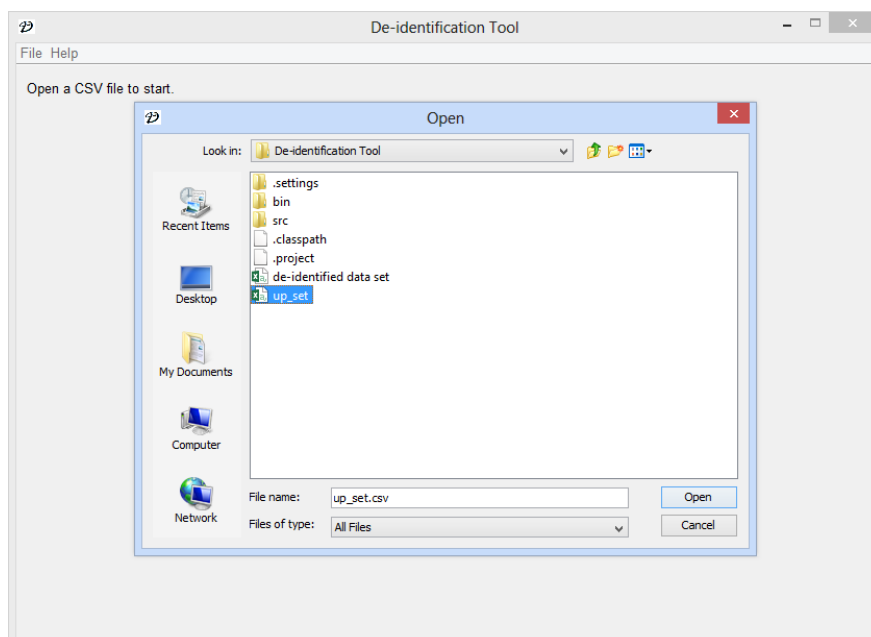 De-identification Tool
File Help
Open a CSV file to start.
Open
Look in: De-identification Tool
.settings
bin
src
.classpath
.project
de-identified data set
up_set
Recent Items
Desktop
My Documents
Computer
Network
File name: up_set.csv Open
Files of type: All Files Cancel